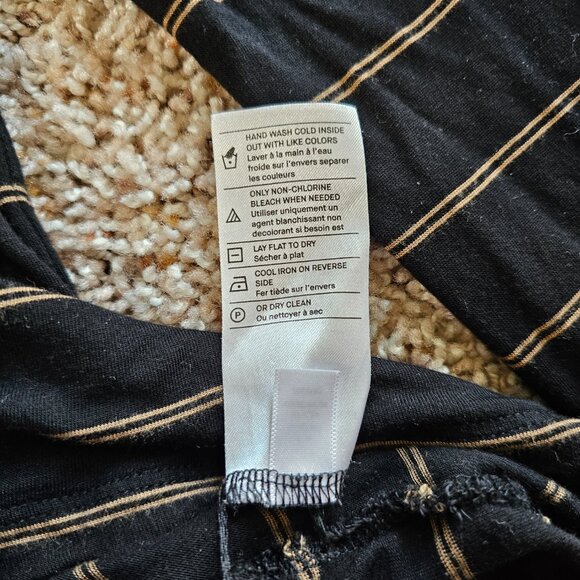 HAND WASH COLD INSIDE
OUT WITH LIKE COLORS
Laver à la main à l'eau
froide sur l'envers separer
les couleurs
ONLY NON-CHLORINE
BLEACH WHEN NEEDED
Utiliser uniquement un
agent blanchissant non
decolorant si besoin est
LAY FLAT TO DRY
Sécher à plat
COOL IRON ON REVERSE
SIDE
Fer tiède sur l'envers
P
OR DRY CLEAN
Ou nettoyer à sec